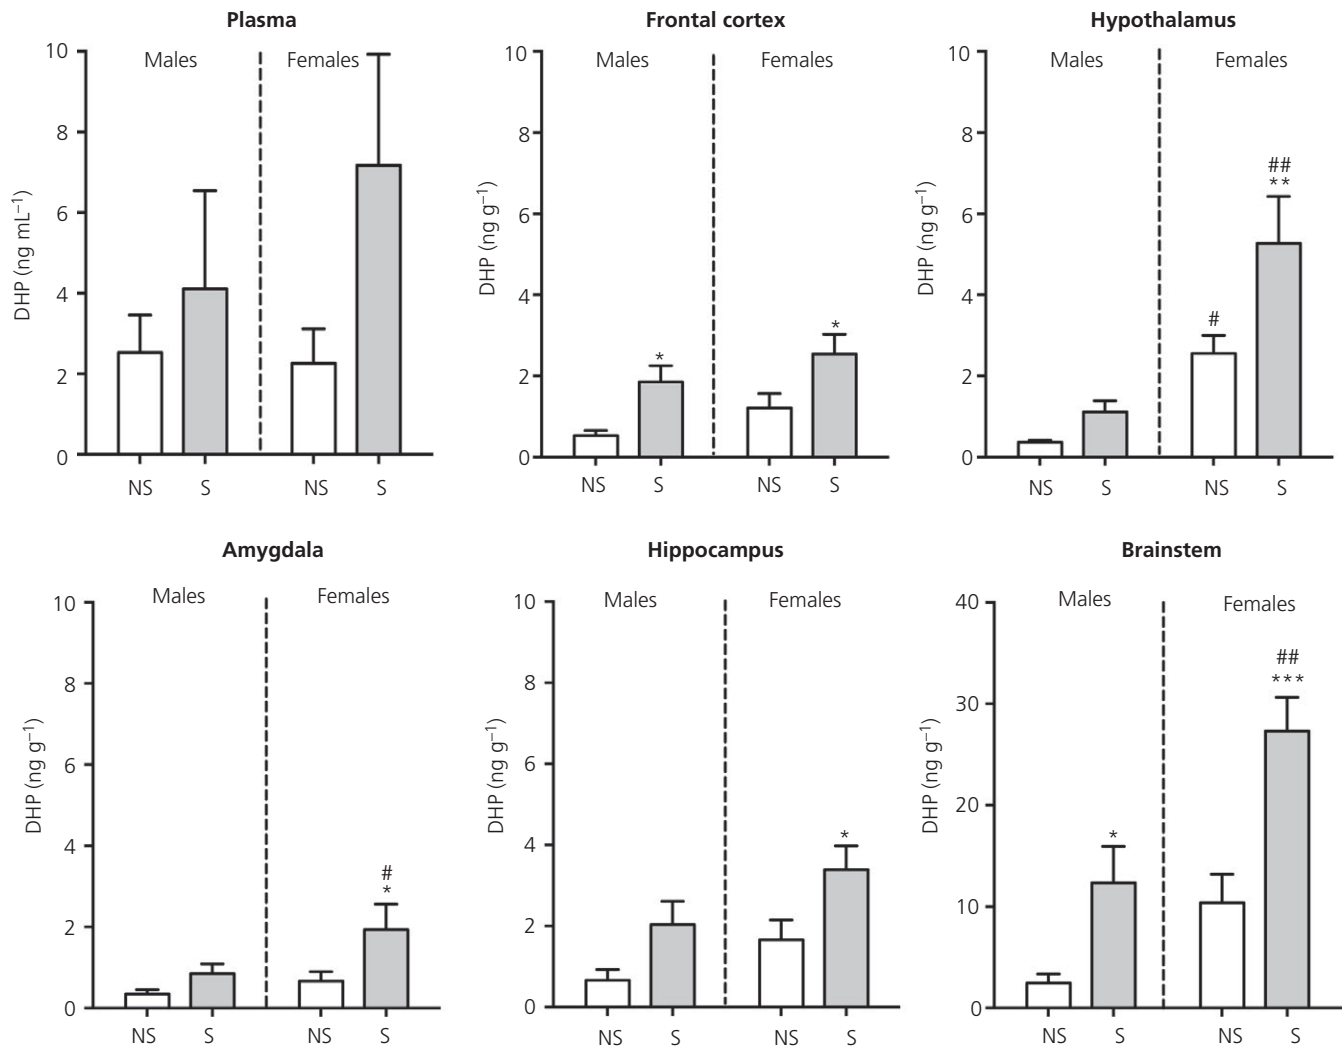 Plasma
Males
Females
DHP (ng mL⁻¹)
10
8
6
4
2
0
NS
S
NS
S
Frontal cortex
Males
Females
DHP (ng g⁻¹)
10
8
6
4
2
0
*
*
NS
S
NS
S
Hypothalamus
Males
Females
DHP (ng g⁻¹)
10
8
6
4
2
0
#
##
**
NS
S
NS
S
Amygdala
Males
Females
DHP (ng g⁻¹)
10
8
6
4
2
0
#
*
NS
S
NS
S
Hippocampus
Males
Females
DHP (ng g⁻¹)
10
8
6
4
2
0
*
NS
S
NS
S
Brainstem
Males
Females
DHP (ng g⁻¹)
40
30
20
10
0
*
##
***
NS
S
NS
S